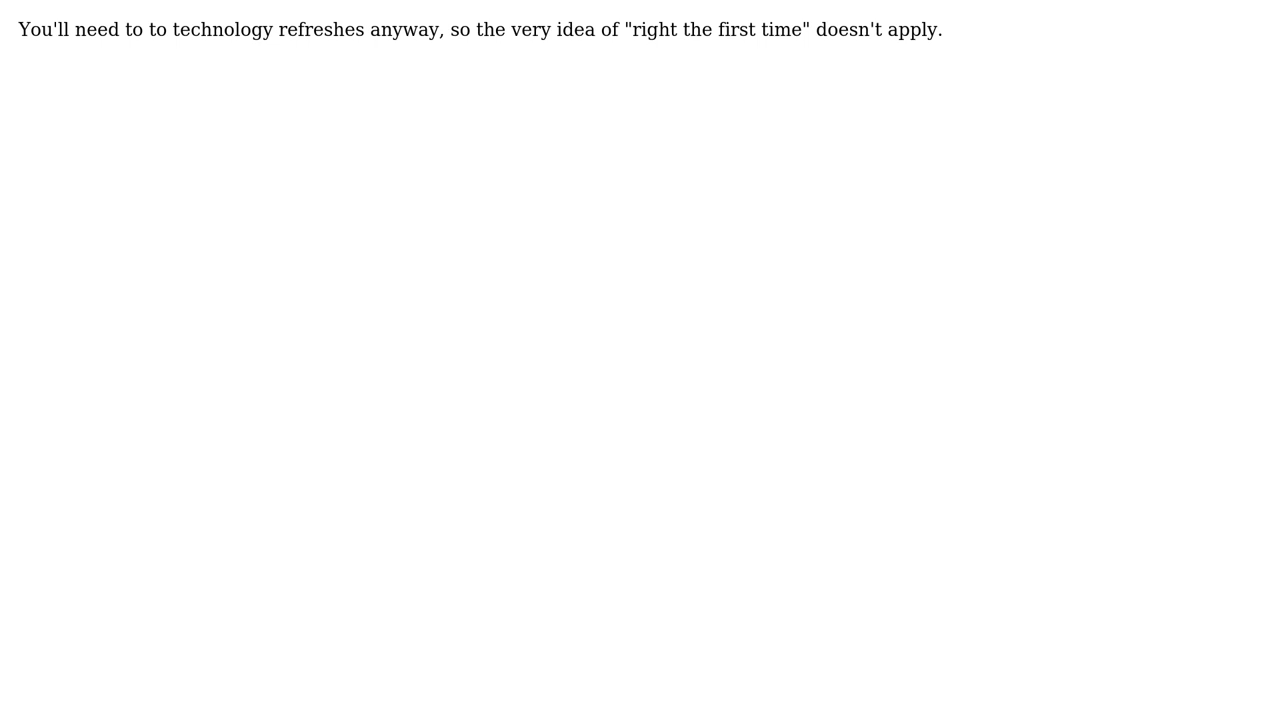 You'll need to to technology refreshes anyway, so the very idea of "right the first time" doesn't apply.